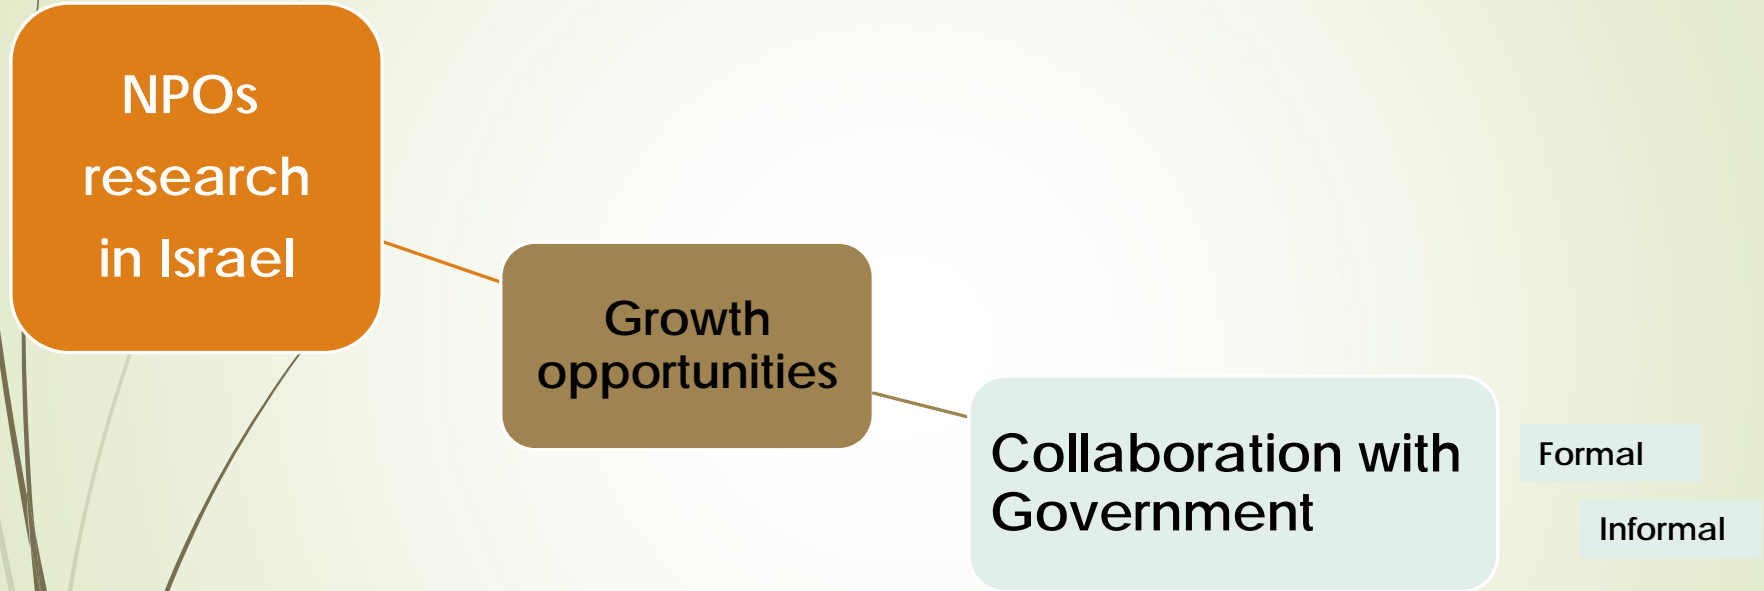 NPOs
research
in Israel
Growth
opportunities
Collaboration with
Government
Formal
Informal